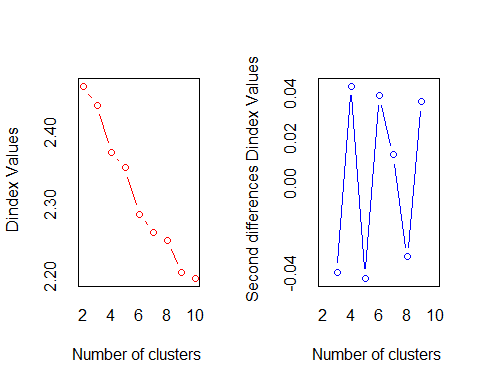 Dindex Values
2.20 2.30 2.40
2 4 6 8 10
Number of clusters
Second differences Dindex Values
-0.04 0.00 0.02 0.04
2 4 6 8 10
Number of clusters